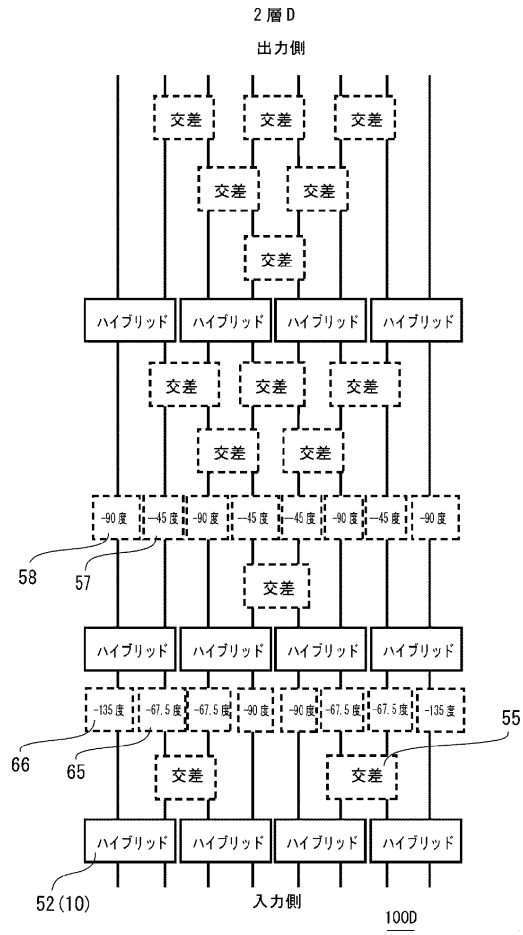 2層D
出力側
交差 交差 交差
交差 交差
交差
ハイブリッド ハイブリッド ハイブリッド ハイブリッド
交差 交差 交差
交差 交差
-90度 -−45度 -90度 -−45度 -−45度 -90度 -−45度 -90度
58 57
交差
ハイブリッド ハイブリッド ハイブリッド ハイブリッド
-135度 -67.5度 -67.5度 -90度 -90度 -67.5度 -67.5度 -135度
55
66 65
交差 交差
ハイブリッド ハイブリッド ハイブリッド ハイブリッド
52(10)
入力側
100D